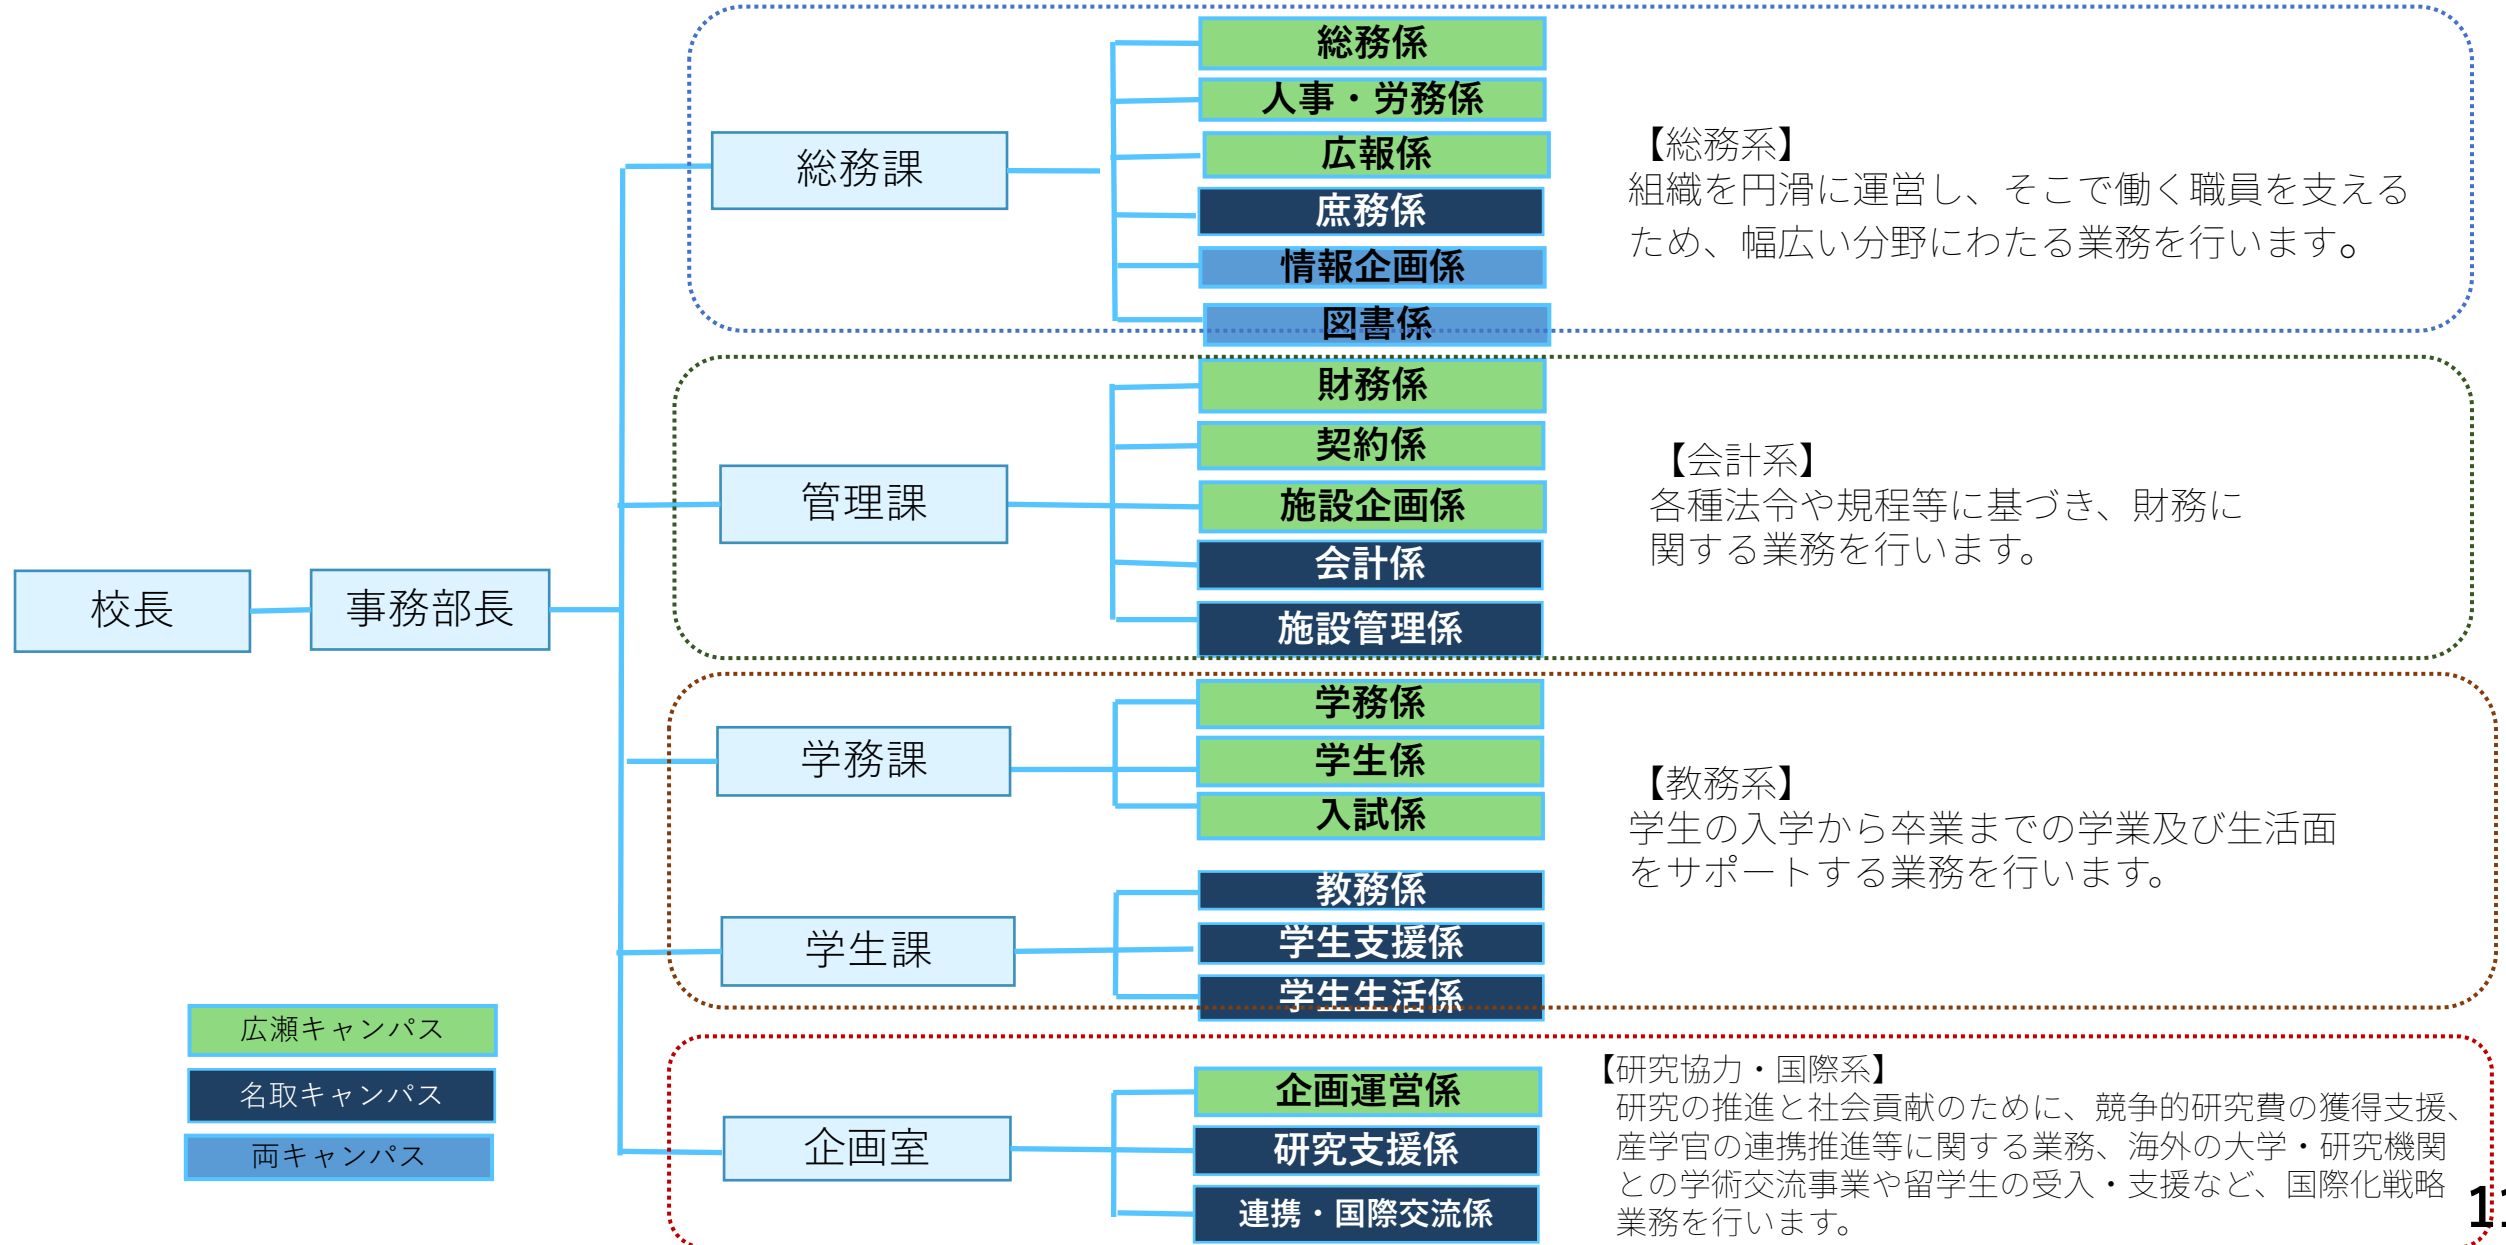 校長
事務部長
総務課
総務係
人事・労務係
広報係
庶務係
情報企画係
図書係
【総務系】
組織を円滑に運営し、そこで働く職員を支える
ため、幅広い分野にわたる業務を行います。
管理課
財務係
契約係
施設企画係
会計係
施設管理係
【会計系】
各種法令や規程等に基づき、財務に
関する業務を行います。
学務課
学務係
学生係
入試係
学生課
教務係
学生支援係
学生生活係
【教務系】
学生の入学から卒業までの学業及び生活面
をサポートする業務を行います。
企画室
企画運営係
研究支援係
連携・国際交流係
【研究協力・国際系】
研究の推進と社会貢献のために、競争的研究費の獲得支援、
産学官の連携推進等に関する業務、海外の大学・研究機関
との学術交流事業や留学生の受入・支援など、国際化戦略
業務を行います。
広瀬キャンパス
名取キャンパス
両キャンパス
11